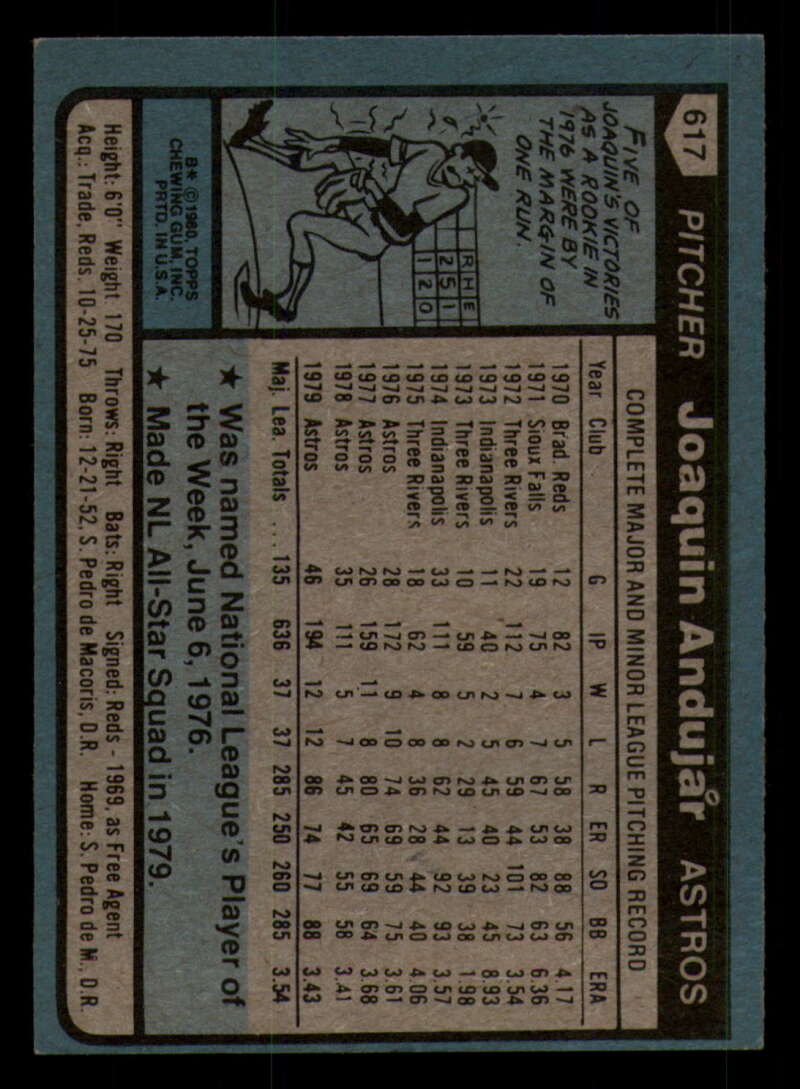 617 PITCHER Joaquin Andujar ASTROS
FIVE OF
JOAQUIN'S VICTORIES
AS A ROOKIE IN
1976 WERE BY
THE MARGIN OF
ONE RUN.
R H E
2 5 1
1 2 0
B* © 1980, TOPPS
CHEWING GUM, INC.
PRTD. IN U.S.A.
COMPLETE MAJOR AND MINOR LEAGUE PITCHING RECORD
Year Club G IP W L R ER SO BB ERA
1970 Brad. Reds 12 82 3 5 58 38 88 56 4.17
1971 Sioux Falls 19 75 4 7 67 53 82 63 6.36
1972 Three Rivers 22 112 7 6 59 44 101 73 3.54
1973 Indianapolis 11 40 2 5 45 40 23 45 8.93
1973 Three Rivers 10 59 5 2 29 13 39 38 1.98
1974 Indianapolis 33 111 8 8 62 44 92 93 3.57
1975 Three Rivers 18 62 4 8 36 28 44 40 4.06
1976 Astros 28 172 9 10 74 69 59 75 3.61
1977 Astros 26 159 11 8 80 65 69 64 3.68
1978 Astros 35 111 5 7 45 42 55 58 3.41
1979 Astros 46 194 12 12 86 74 77 88 3.43
Maj. Lea. Totals ... 135 636 37 37 285 250 260 285 3.54
★ Was named National League's Player of
the Week, June 6, 1976.
★ Made NL All-Star Squad in 1979.
Height: 6'0" Weight: 170 Throws: Right Bats: Right Signed: Reds - 1969, as Free Agent
Acq.: Trade, Reds, 10-25-75 Born: 12-21-52, S. Pedro de Macoris, D.R. Home: S. Pedro de M., D.R.